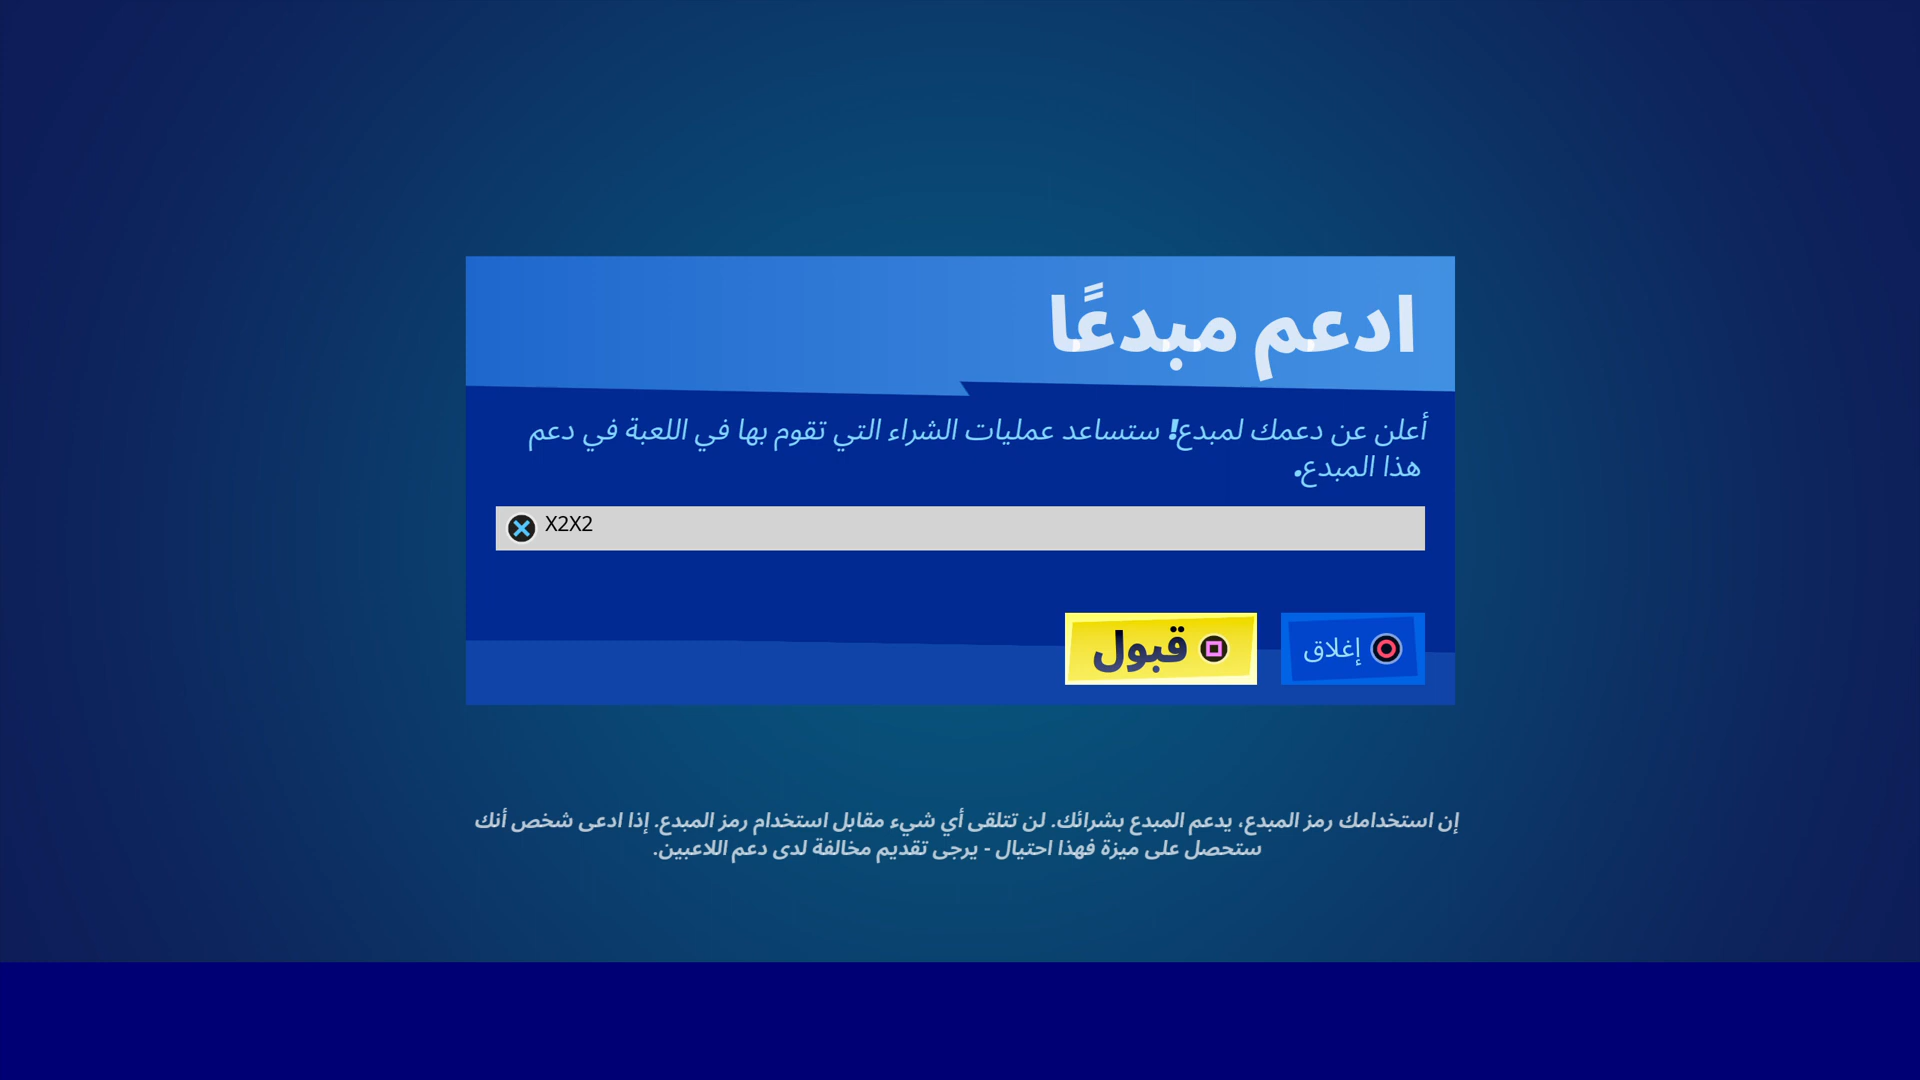 ادعم مبدعًا
أعلن عن دعمك لمبدع! ستساعد عمليات الشراء التي تقوم بها في اللعبة في دعم
هذا المبدع.
X2X2
إغلاق
قبول
إن استخدامك رمز المبدع، يدعم المبدع بشرائك. لن تتلقى أي شيء مقابل استخدام رمز المبدع. إذا ادعى شخص أنك
ستحصل على ميزة فهذا احتيال - يرجى تقديم مخالفة لدى دعم اللاعبين.